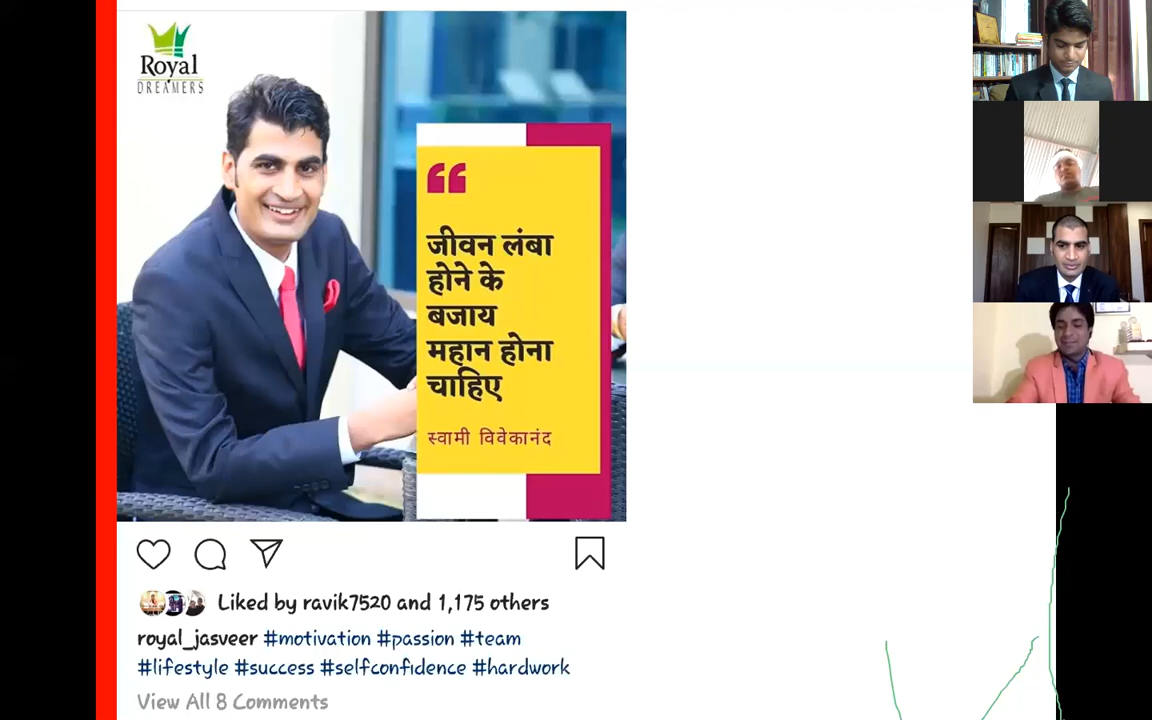 Royal
DREAMERS
जीवन लंबा
होने के
बजाय
महान होना
चाहिए
स्वामी विवेकानंद
Liked by ravik7520 and 1,175 others
royal_jasveer #motivation #passion #team
#lifestyle #success #selfconfidence #hardwork
View All 8 Comments